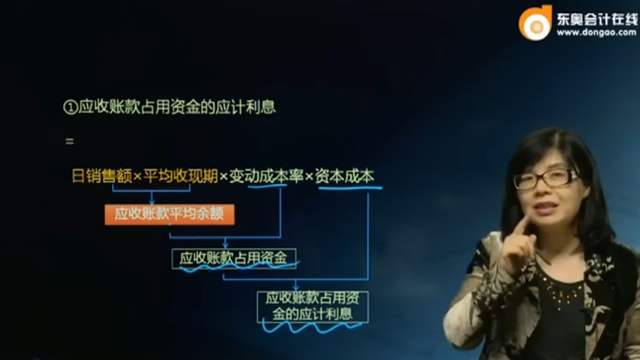 东奥会计在线
www.dongao.com
①应收账款占用资金的应计利息
=
日销售额×平均收现期×变动成本率×资本成本
应收账款平均余额
应收账款占用资金
应收账款占用资
金的应计利息